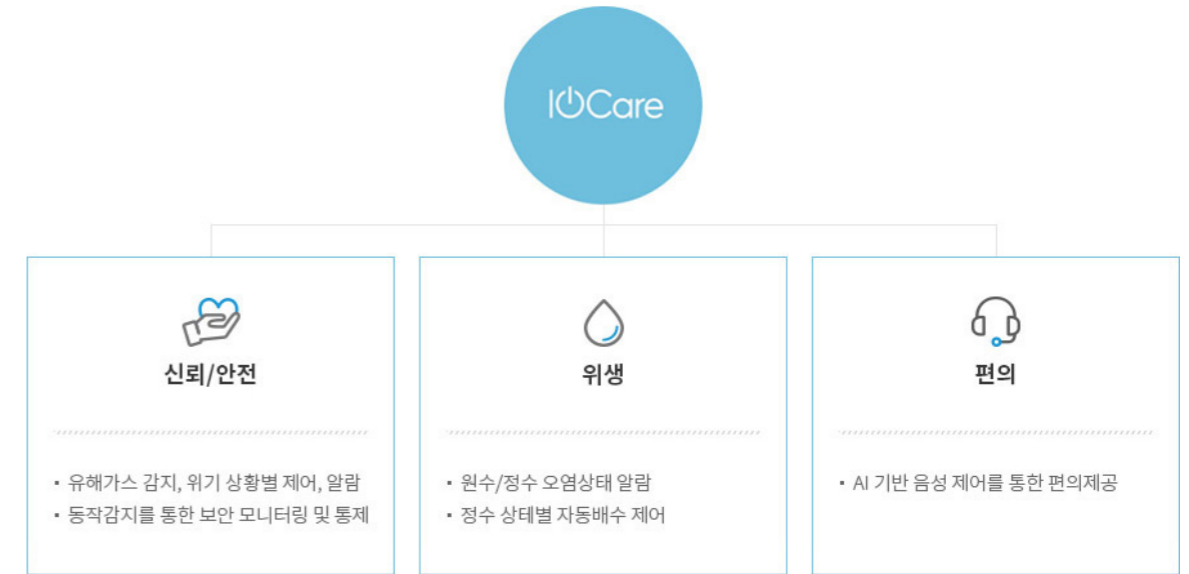 IOCare
신뢰/안전
▪ 유해가스 감지, 위기 상황별 제어, 알람
▪ 동작감지를 통한 보안 모니터링 및 통제
위생
▪ 원수/정수 오염상태 알람
▪ 정수 상테별 자동배수 제어
편의
▪ AI 기반 음성 제어를 통한 편의제공